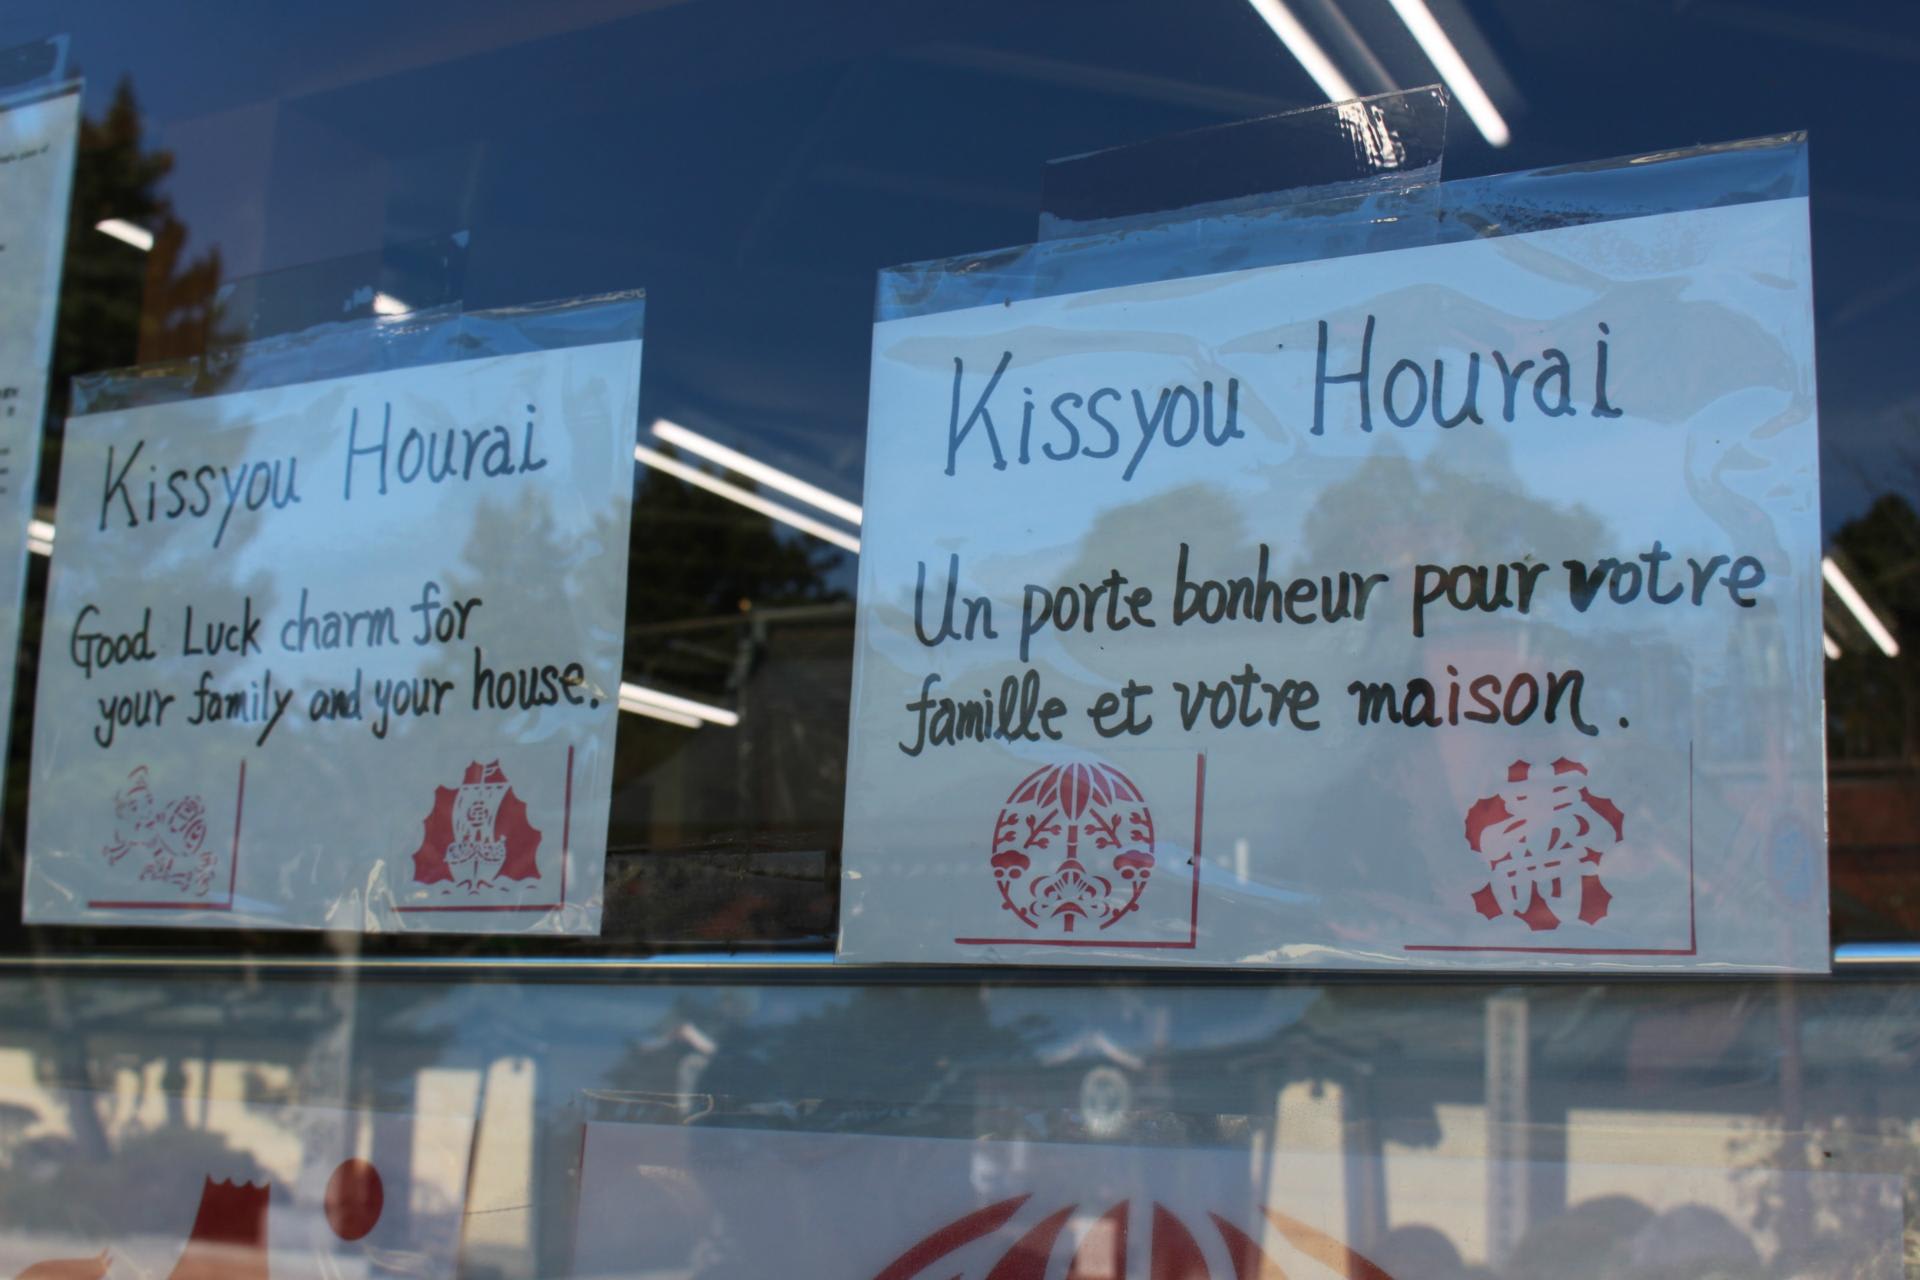 Kissyou Hourai
Good Luck charm for
your family and your house.
Kissyou Hourai
Un porte bonheur pour votre
famille et votre maison.